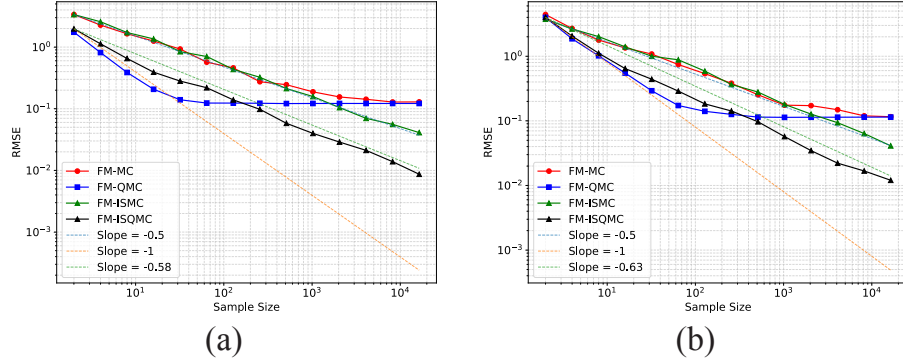 10⁰
10⁻¹
10⁻²
10⁻³
RMSE
FM-MC
FM-QMC
FM-ISMC
FM-ISQMC
Slope = -0.5
Slope = -1
Slope = -0.58
10¹
10²
10³
10⁴
Sample Size
(a)
10⁰
10⁻¹
10⁻²
10⁻³
RMSE
FM-MC
FM-QMC
FM-ISMC
FM-ISQMC
Slope = -0.5
Slope = -1
Slope = -0.63
10¹
10²
10³
10⁴
Sample Size
(b)